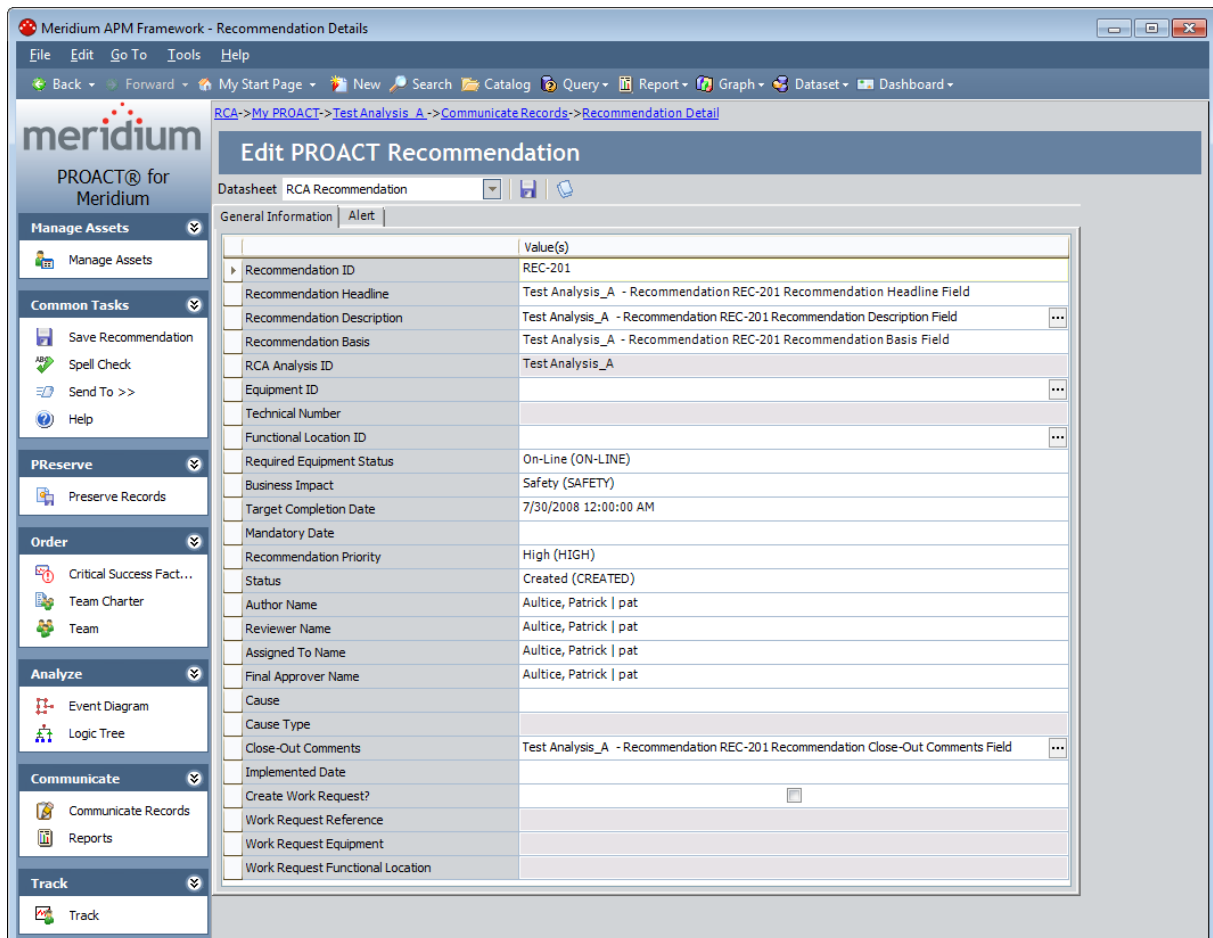 Meridium APM Framework - Recommendation Details
File Edit Go To Tools Help
Back Forward My Start Page New Search Catalog Query Report Graph Dataset Dashboard
meridium
PROACT® for
Meridium
RCA->My PROACT->Test Analysis_A ->Communicate Records->Recommendation Detail
Edit PROACT Recommendation
Datasheet RCA Recommendation
General Information Alert
Manage Assets
Manage Assets
Common Tasks
Save Recommendation
ABC Spell Check
Send To >>
Help
PReserve
Preserve Records
Order
Critical Success Fact...
Team Charter
Team
Analyze
Event Diagram
Logic Tree
Communicate
Communicate Records
Reports
Track
Track
Value(s)
Recommendation ID REC-201
Recommendation Headline Test Analysis_A - Recommendation REC-201 Recommendation Headline Field
Recommendation Description Test Analysis_A - Recommendation REC-201 Recommendation Description Field ...
Recommendation Basis Test Analysis_A - Recommendation REC-201 Recommendation Basis Field
RCA Analysis ID Test Analysis_A
Equipment ID ...
Technical Number
Functional Location ID ...
Required Equipment Status On-Line (ON-LINE)
Business Impact Safety (SAFETY)
Target Completion Date 7/30/2008 12:00:00 AM
Mandatory Date
Recommendation Priority High (HIGH)
Status Created (CREATED)
Author Name Aultice, Patrick | pat
Reviewer Name Aultice, Patrick | pat
Assigned To Name Aultice, Patrick | pat
Final Approver Name Aultice, Patrick | pat
Cause
Cause Type
Close-Out Comments Test Analysis_A - Recommendation REC-201 Recommendation Close-Out Comments Field ...
Implemented Date
Create Work Request?
Work Request Reference
Work Request Equipment
Work Request Functional Location